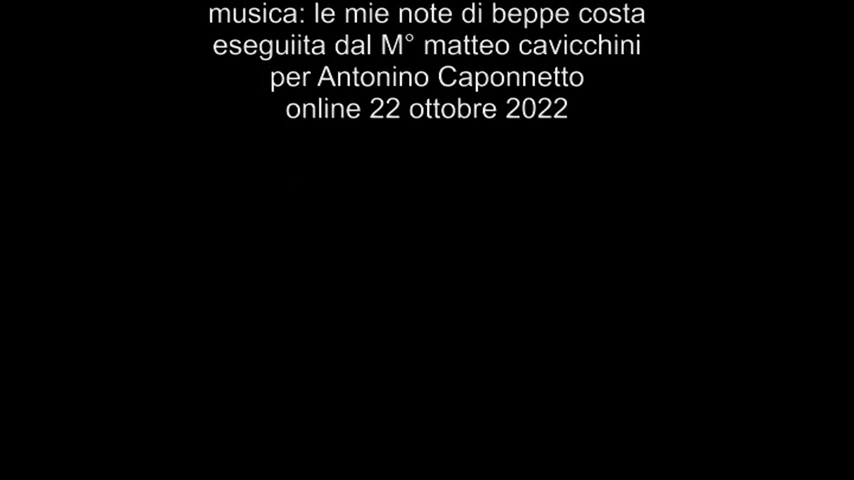 musica: le mie note di beppe costa
eseguiita dal M° matteo cavicchini
per Antonino Caponnetto
online 22 ottobre 2022